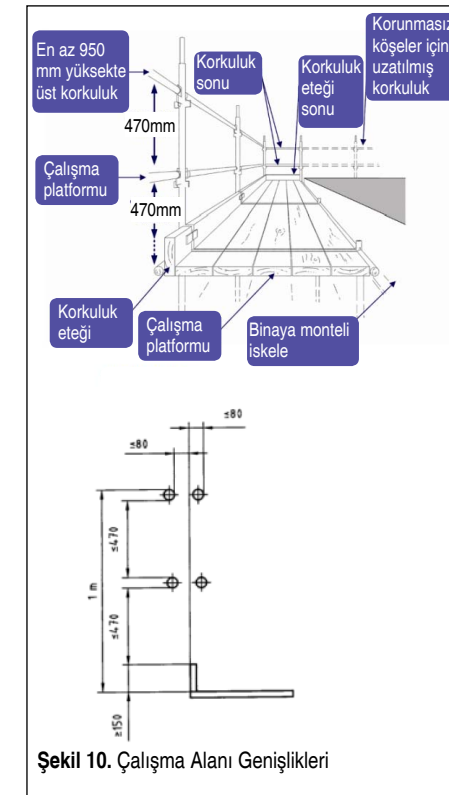 En az 950
mm yüksekte
üst korkuluk
Korkuluk
sonu
Korkuluk
eteği
sonu
Korunmasız
köşeler için
uzatılmış
korkuluk
470mm
Çalışma
platformu
470mm
Korkuluk
eteği
Çalışma
platformu
Binaya monteli
iskele
≤80
≤80
≤470
1 m
≤470
≥150
Şekil 10. Çalışma Alanı Genişlikleri